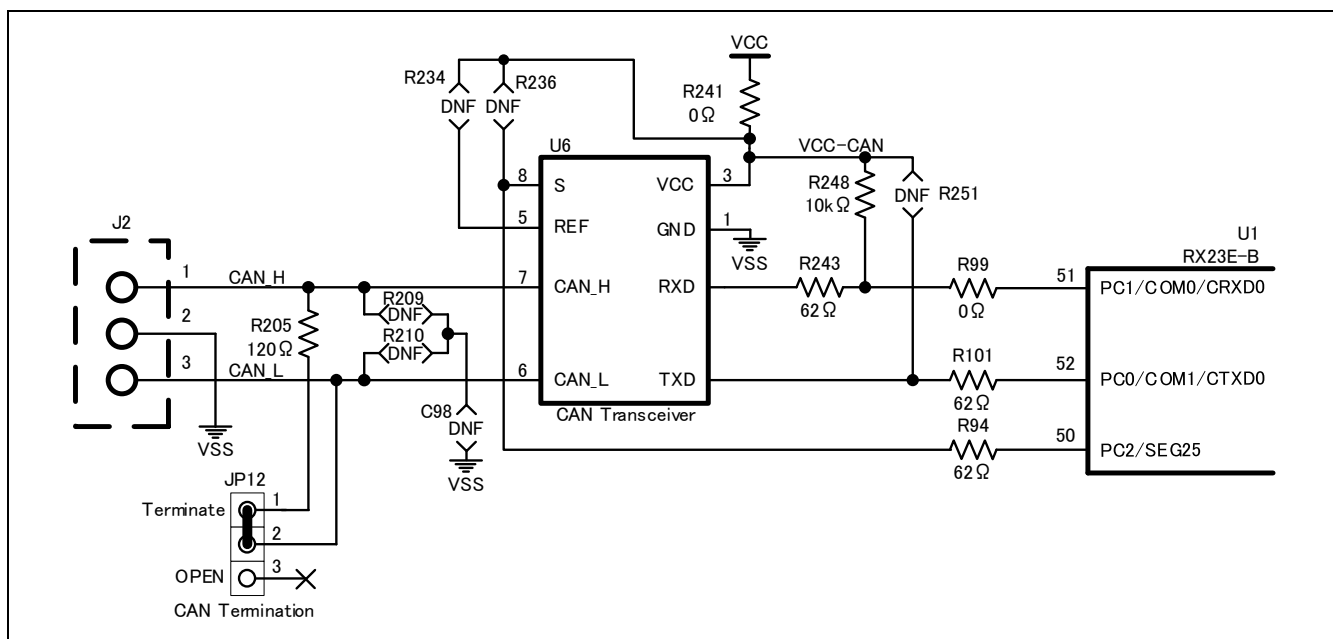 VCC
R234
R236
DNF
DNF
R241
0Ω
U6
VCC-CAN
8
S
VCC
3
R248
10kΩ
DNF
R251
5
REF
GND
1
VSS
J2
U1
RX23E-B
1
CAN_H
7
CAN_H
RXD
R243
62Ω
R99
0Ω
51
PC1/COM0/CRXD0
R209
DNF
2
R205
120Ω
R210
DNF
3
CAN_L
6
CAN_L
TXD
R101
62Ω
52
PC0/COM1/CTXD0
CAN Transceiver
C98
DNF
VSS
VSS
R94
62Ω
50
PC2/SEG25
JP12
Terminate
1
2
OPEN
3
CAN Termination